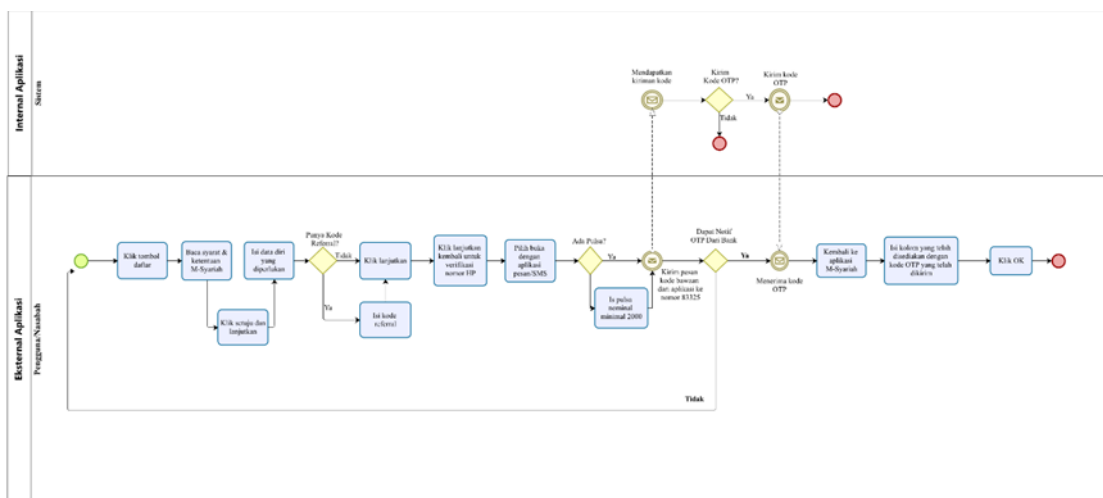 Internal Aplikasi
Sistem
Mendapatkan
kiriman kode
Kirim
Kode OTP?
Ya
Tidak
Kirim kode
OTP
Eksternal Aplikasi
Pengguna/Nasabah
Klik tombol
daftar
Baca syarat &
ketentuan
M-Syariah
Klik setuju dan
lanjutkan
Isi data diri
yang
diperlukan
Punya Kode
Referral?
Tidak
Ya
Isi kode
referral
Klik lanjutkan
Klik lanjutkan
kembali untuk
verifikasi
nomor HP
Pilih buka
dengan
aplikasi
pesan/SMS
Ada Pulsa?
Ya
Is pulsa
nominal
minimal 2000
Kirim pesan
kode bawaan
dari aplikasi ke
nomor 83325
Dapat Notif
OTP Dari Bank
Ya
Tidak
Menerima kode
OTP
Kembali ke
aplikasi
M-Syariah
Isi kolom yang telah
disediakan dengan
kode OTP yang telah
dikirim
Klik OK